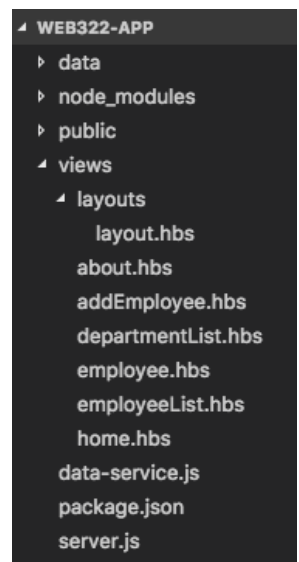 WEB322-APP
data
node_modules
public
views
layouts
layout.hbs
about.hbs
addEmployee.hbs
departmentList.hbs
employee.hbs
employeeList.hbs
home.hbs
data-service.js
package.json
server.js